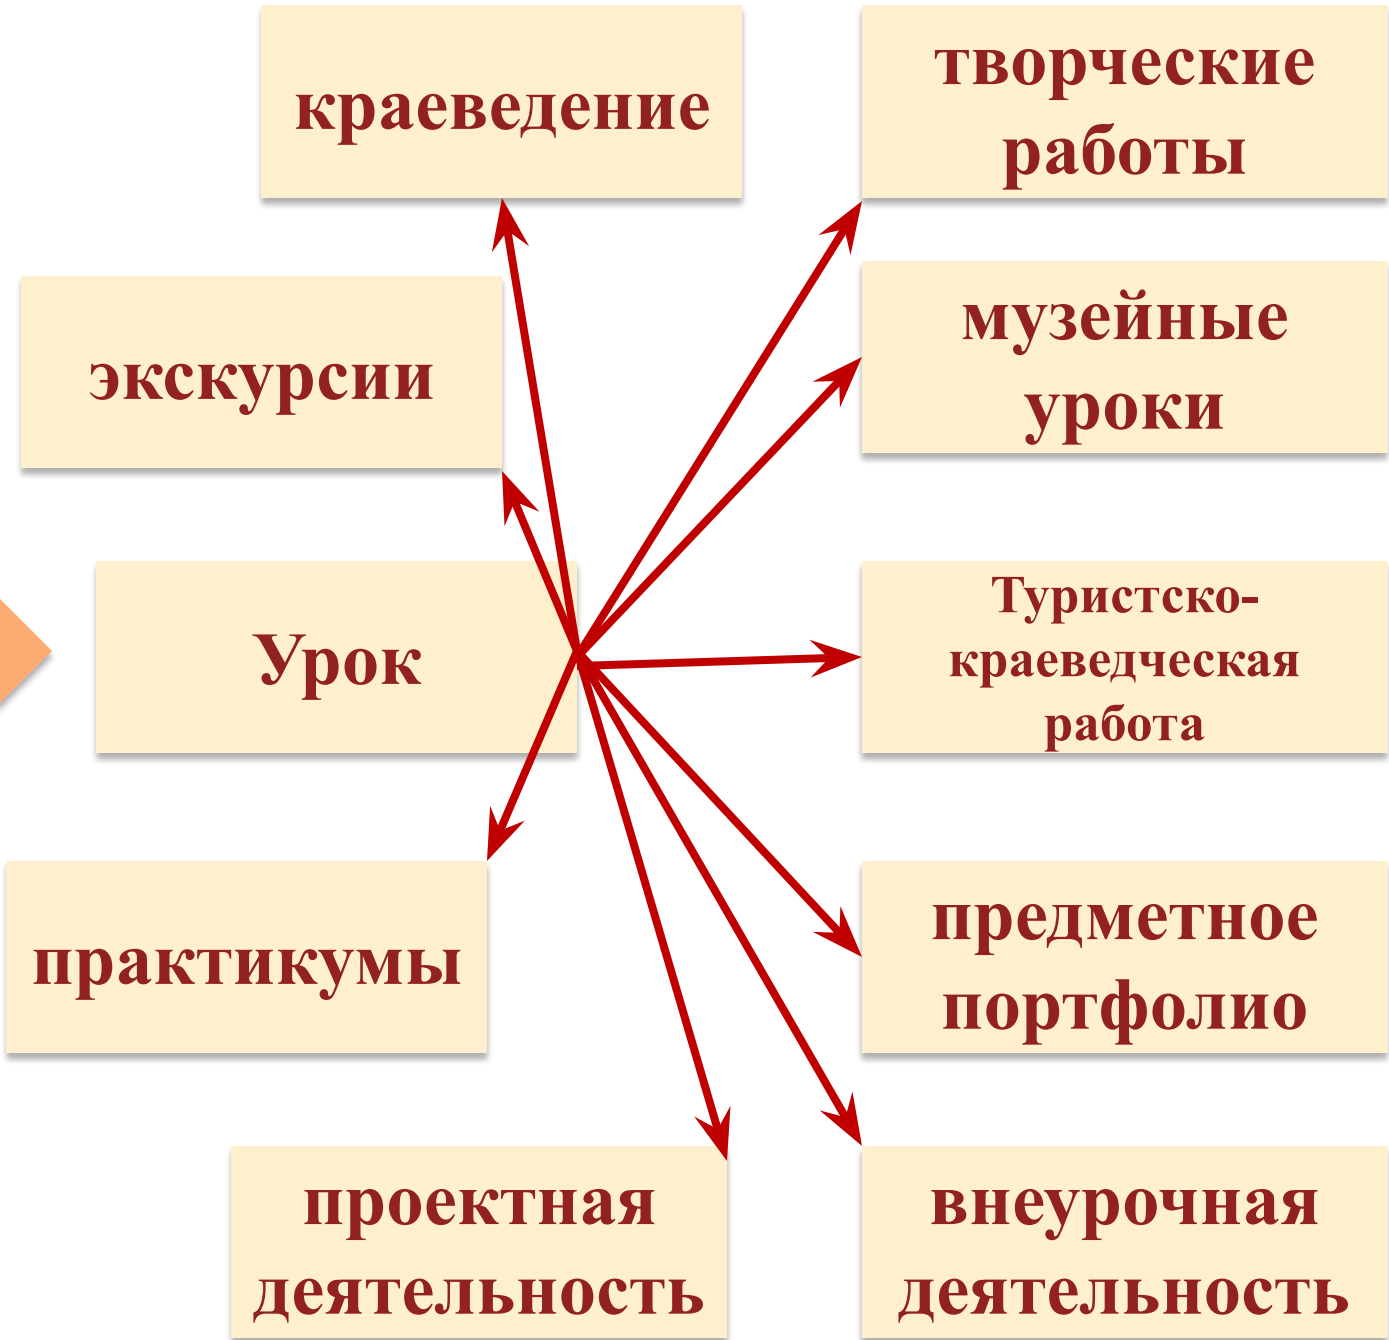 краеведение
творческие
работы
экскурсии
музейные
уроки
Урок
Туристско-
краеведческая
работа
практикумы
предметное
портфолио
проектная
деятельность
внеурочная
деятельность